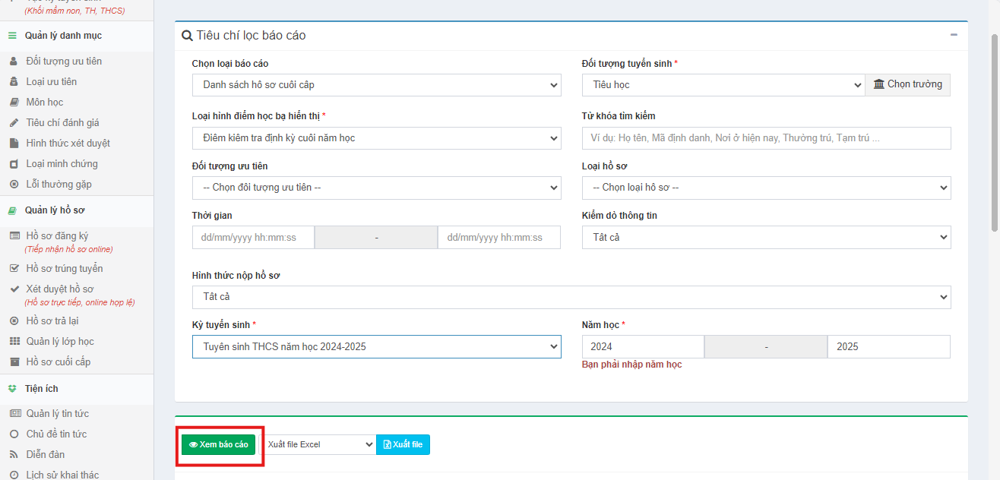 (Khối mầm non, TH, THCS)
Quản lý danh mục
Đối tượng ưu tiên
Loại ưu tiên
Môn học
Tiêu chí đánh giá
Hình thức xét duyệt
Loại minh chứng
Lỗi thường gặp
Quản lý hồ sơ
Hồ sơ đăng ký
(Tiếp nhận hồ sơ online)
Hồ sơ trúng tuyển
Xét duyệt hồ sơ
(Hồ sơ trực tiếp, online hợp lệ)
Hồ sơ trả lại
Quản lý lớp học
Hồ sơ cuối cấp
Tiện ích
Quản lý tin tức
Chủ đề tin tức
Diễn đàn
Lịch sử khai thác
Tiêu chí lọc báo cáo
Chọn loại báo cáo
Danh sách hồ sơ cuối cấp
Đối tượng tuyển sinh *
Tiểu học
Chọn trường
Loại hình điểm học bạ hiển thị *
Điểm kiểm tra định kỳ cuối năm học
Từ khóa tìm kiếm
Ví dụ: Họ tên, Mã định danh, Nơi ở hiện nay, Thường trú, Tạm trú ...
Đối tượng ưu tiên
-- Chọn đối tượng ưu tiên --
Loại hồ sơ
-- Chọn loại hồ sơ --
Thời gian
dd/mm/yyyy hh:mm:ss - dd/mm/yyyy hh:mm:ss
Kiểm dò thông tin
Tất cả
Hình thức nộp hồ sơ
Tất cả
Kỳ tuyển sinh *
Tuyển sinh THCS năm học 2024-2025
Năm học *
2024 - 2025
Bạn phải nhập năm học
Xem báo cáo
Xuất file Excel
Xuất file